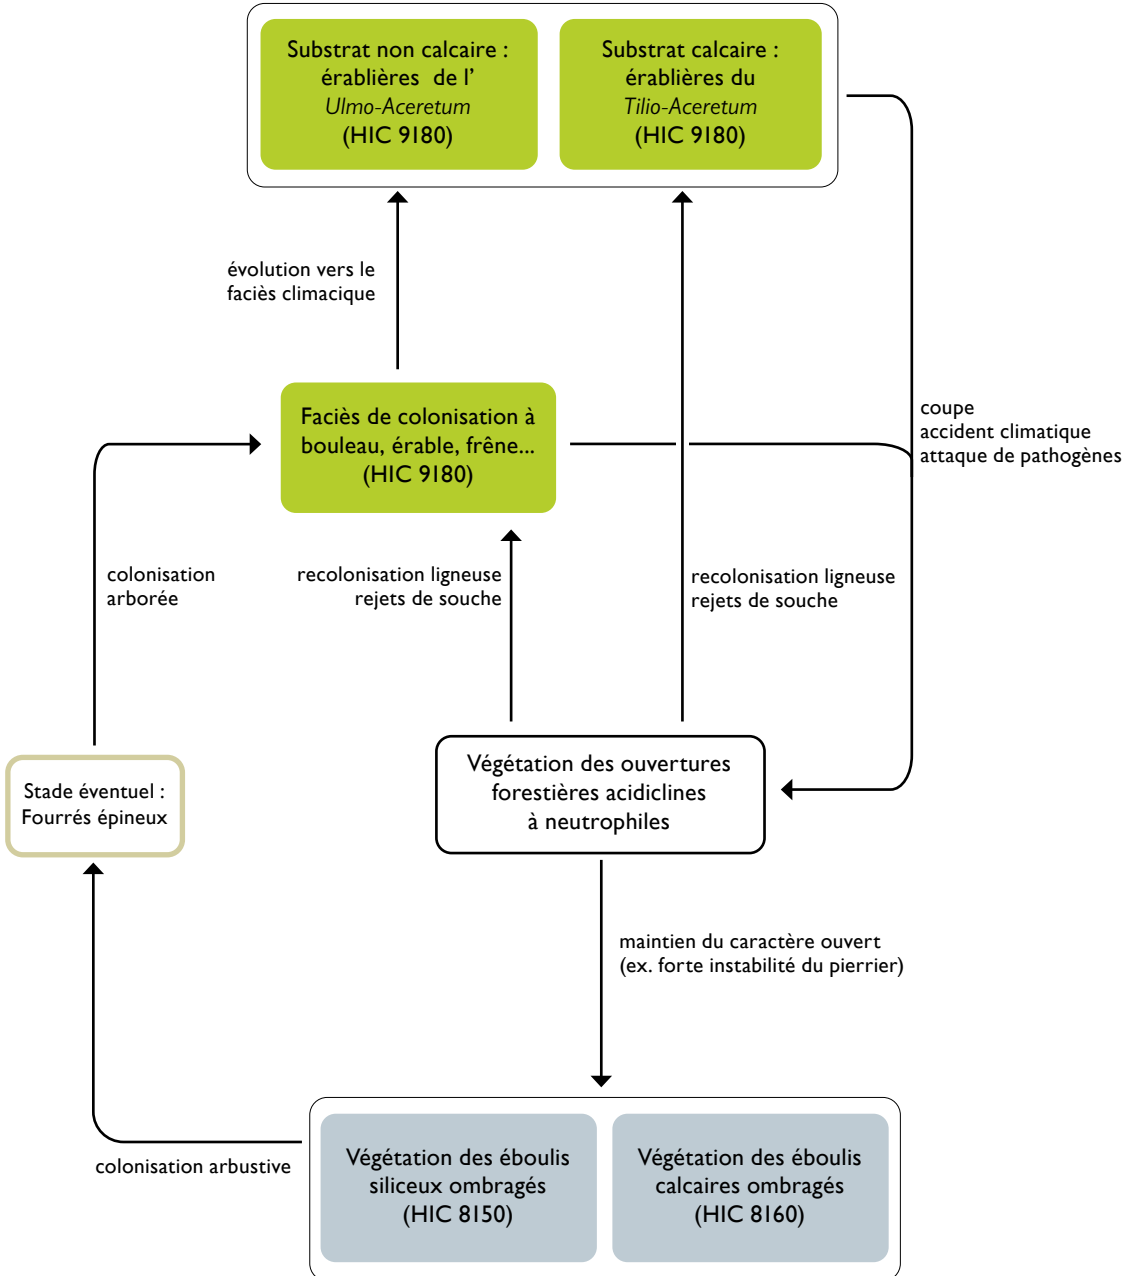 Substrat non calcaire :
érablières de l'
Ulmo-Aceretum
(HIC 9180)
Substrat calcaire :
érablières du
Tilio-Aceretum
(HIC 9180)
évolution vers le
faciès climacique
Faciès de colonisation à
bouleau, érable, frêne...
(HIC 9180)
coupe
accident climatique
attaque de pathogènes
colonisation
arborée
recolonisation ligneuse
rejets de souche
recolonisation ligneuse
rejets de souche
Stade éventuel :
Fourrés épineux
Végétation des ouvertures
forestières acidiclines
à neutrophiles
maintien du caractère ouvert
(ex. forte instabilité du pierrier)
colonisation arbustive
Végétation des éboulis
siliceux ombragés
(HIC 8150)
Végétation des éboulis
calcaires ombragés
(HIC 8160)